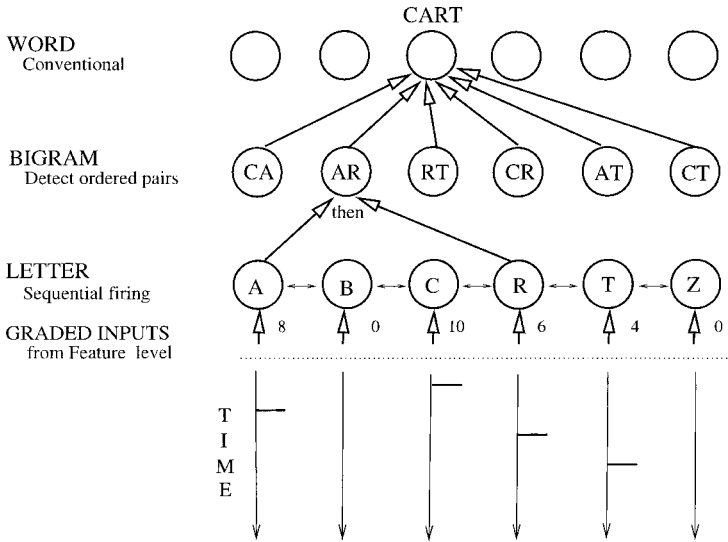 CART
WORD
Conventional
BIGRAM
Detect ordered pairs
CA AR RT CR AT CT
then
LETTER
Sequential firing
A B C R T Z
GRADED INPUTS
from Feature level
8 0 10 6 4 0
T
I
M
E